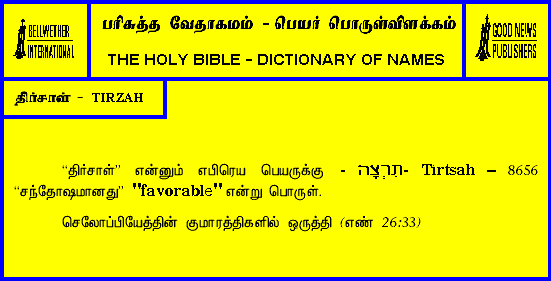 BELLWETHER
INTERNATIONAL
பரிசுத்த வேதாகமம் - பெயர் பொருள்விளக்கம்
THE HOLY BIBLE - DICTIONARY OF NAMES
GOOD NEWS
PUBLISHERS
திர்சாள் - TIRZAH
“திர்சாள்” என்னும் எபிரெய பெயருக்கு - תִּרְצָה - Tirtsah – 8656
“சந்தோஷமானது” "favorable" என்று பொருள்.
செலோப்பியேத்தின் குமாரத்திகளில் ஒருத்தி (எண் 26:33)